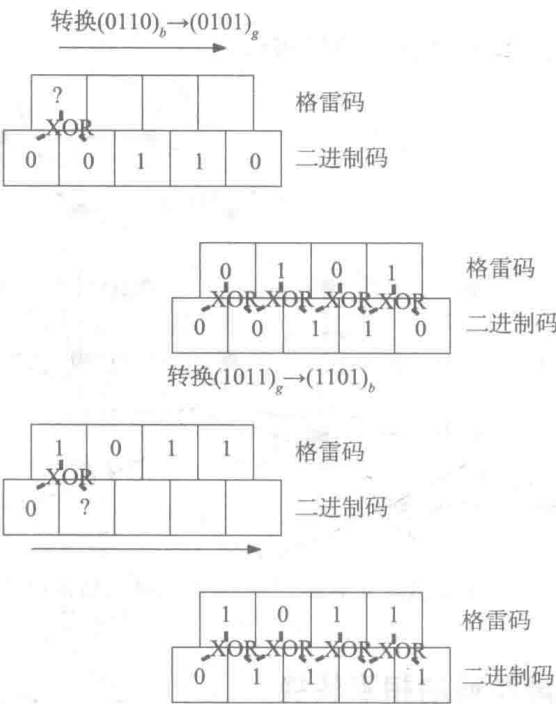 转换(0110)b→(0101)g
? 格雷码
XOR
0 0 1 1 0 二进制码
0 1 0 1 格雷码
XOR XOR XOR XOR
0 0 1 1 0 二进制码
转换(1011)g→(1101)b
1 0 1 1 格雷码
XOR
0 ? 二进制码
1 0 1 1 格雷码
XOR XOR XOR XOR
0 1 1 0 1 二进制码